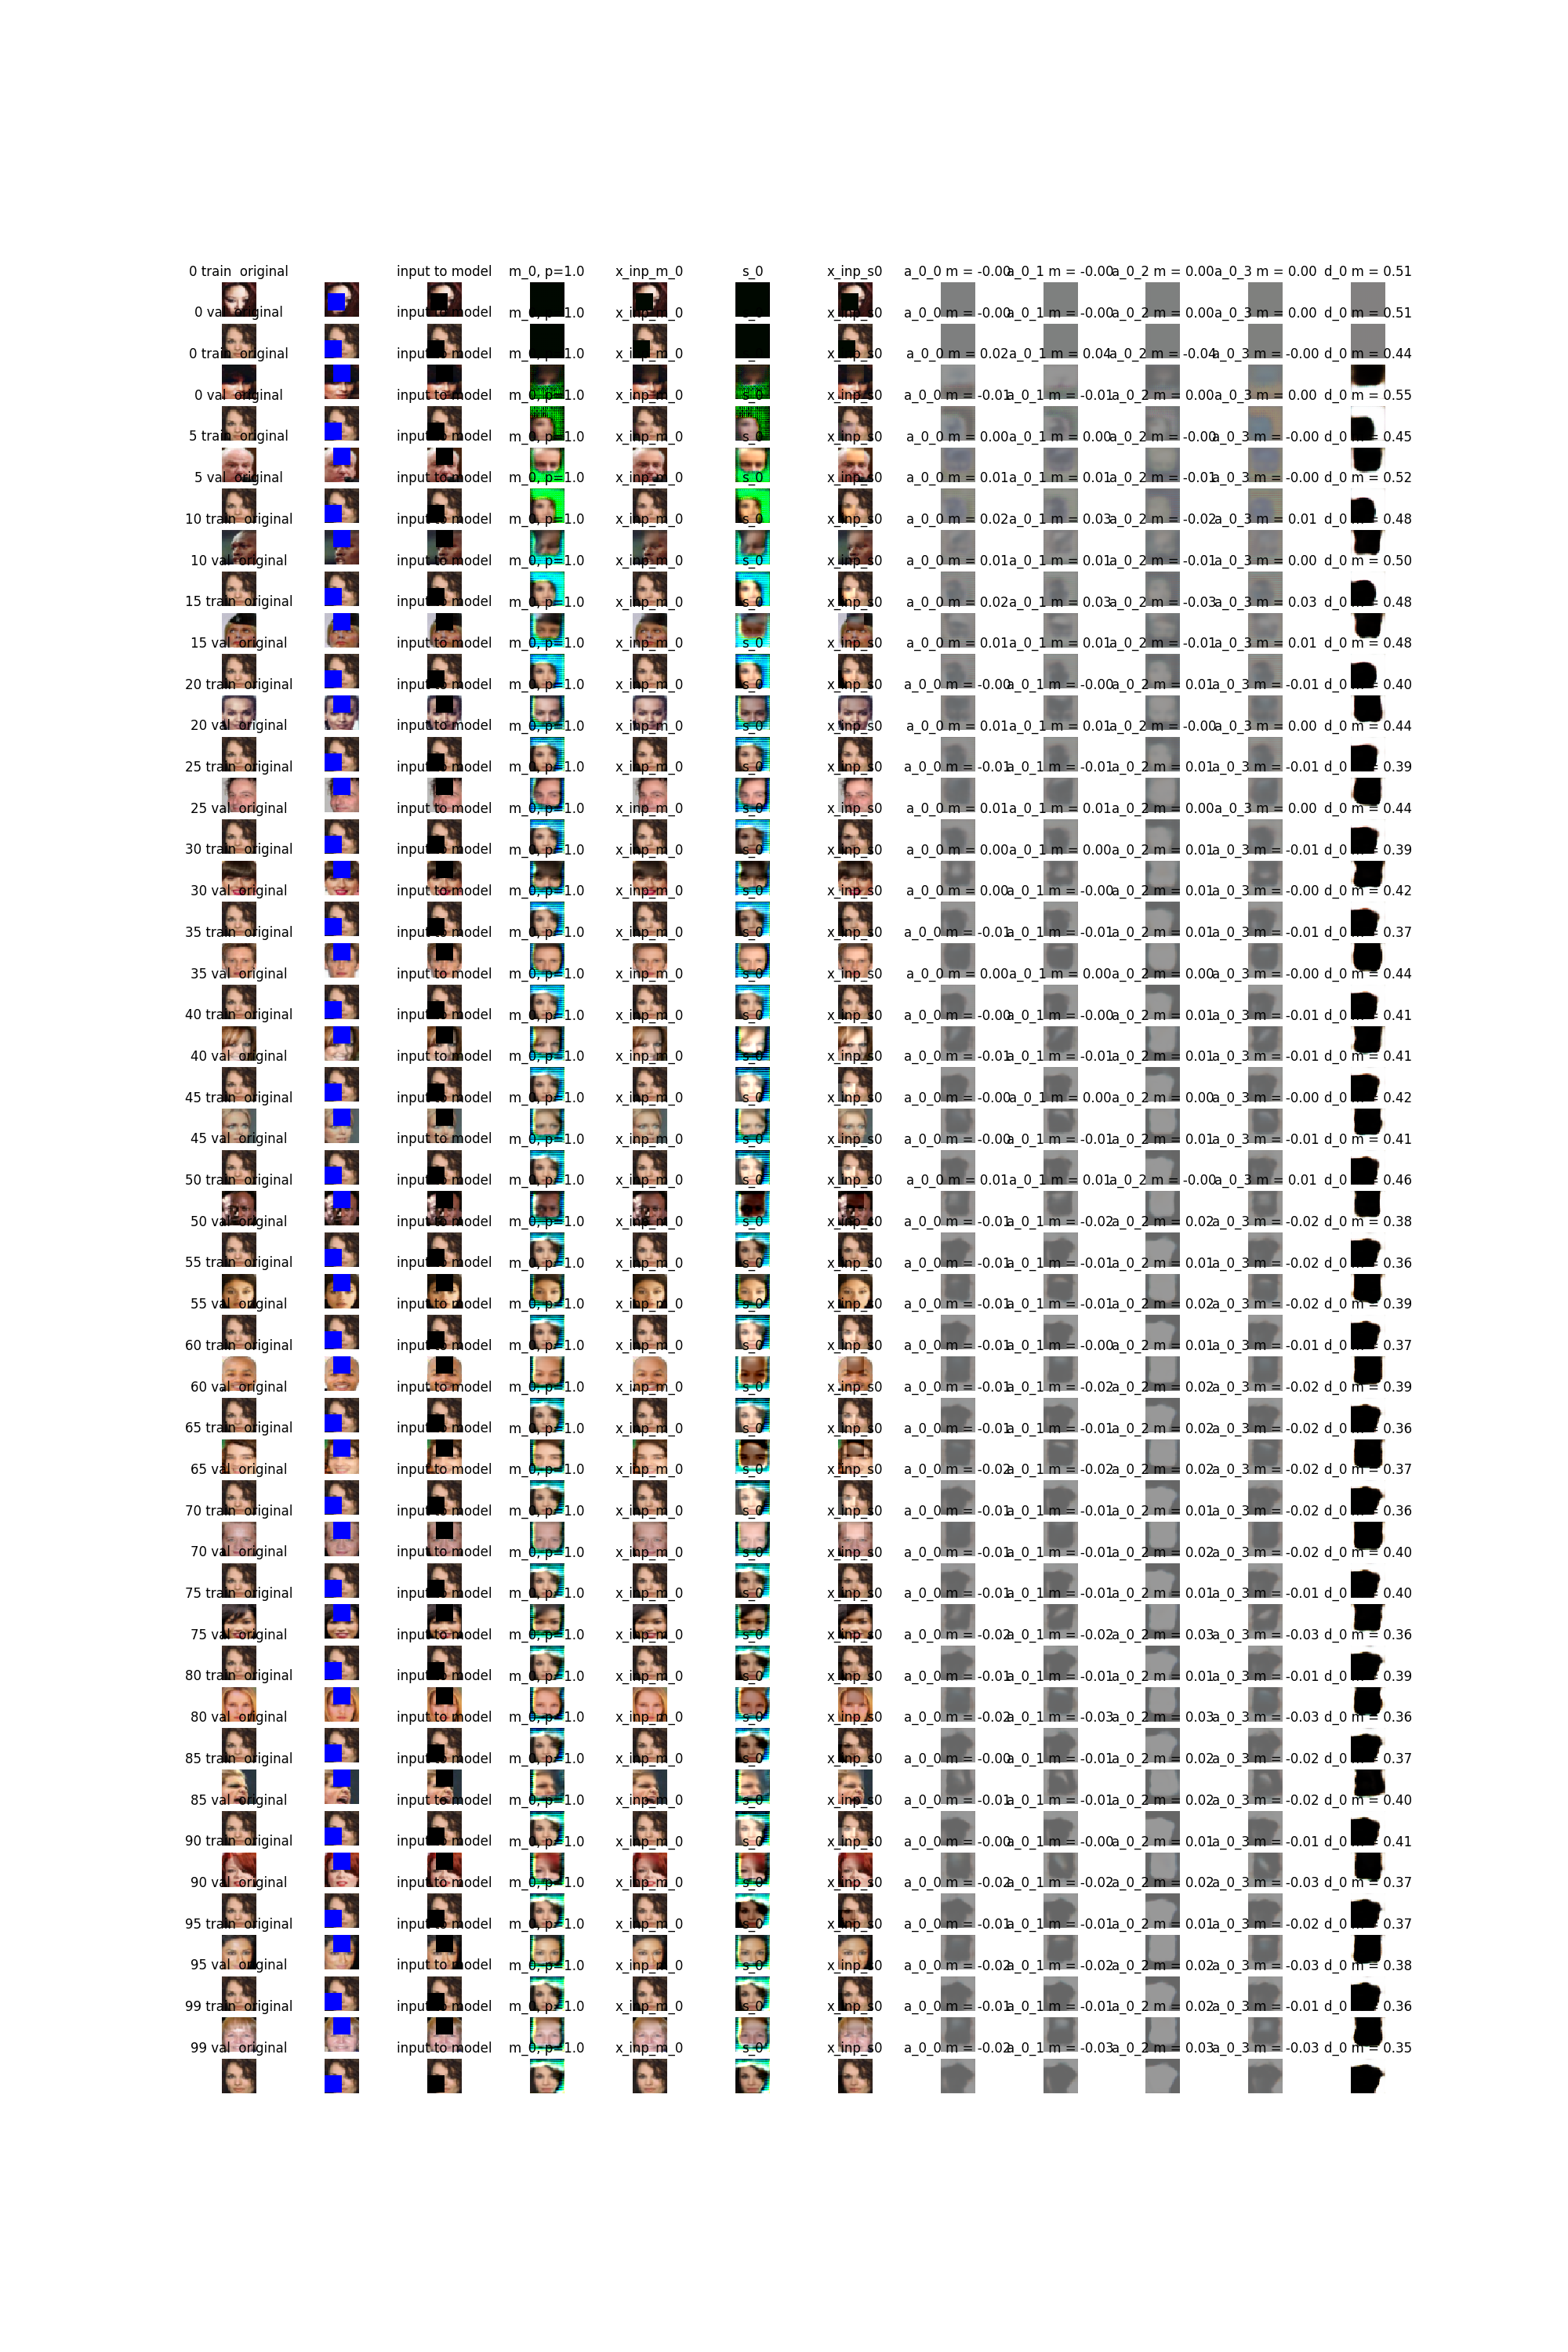 0 train original input to model m_0, p=1.0 x_inp_m_0 s_0 x_inp_s0 a_0_0 m = -0.00 a_0_1 m = -0.00 a_0_2 m = 0.00 a_0_3 m = 0.00 d_0 m = 0.51
0 val original input to model m_0, p=1.0 x_inp_m_0 s_0 x_inp_s0 a_0_0 m = -0.00 a_0_1 m = -0.00 a_0_2 m = 0.00 a_0_3 m = 0.00 d_0 m = 0.51
0 train original input to model m_0, p=1.0 x_inp_m_0 s_0 x_inp_s0 a_0_0 m = 0.02 a_0_1 m = 0.04 a_0_2 m = -0.04 a_0_3 m = -0.00 d_0 m = 0.44
0 val original input to model m_0, p=1.0 x_inp_m_0 s_0 x_inp_s0 a_0_0 m = -0.01 a_0_1 m = -0.01 a_0_2 m = 0.00 a_0_3 m = 0.00 d_0 m = 0.55
5 train original input to model m_0, p=1.0 x_inp_m_0 s_0 x_inp_s0 a_0_0 m = 0.00 a_0_1 m = 0.00 a_0_2 m = -0.00 a_0_3 m = -0.00 d_0 m = 0.45
5 val original input to model m_0, p=1.0 x_inp_m_0 s_0 x_inp_s0 a_0_0 m = 0.01 a_0_1 m = 0.01 a_0_2 m = -0.01 a_0_3 m = -0.00 d_0 m = 0.52
10 train original input to model m_0, p=1.0 x_inp_m_0 s_0 x_inp_s0 a_0_0 m = 0.02 a_0_1 m = 0.03 a_0_2 m = -0.02 a_0_3 m = 0.01 d_0 m = 0.48
10 val original input to model m_0, p=1.0 x_inp_m_0 s_0 x_inp_s0 a_0_0 m = 0.01 a_0_1 m = 0.01 a_0_2 m = -0.01 a_0_3 m = 0.00 d_0 m = 0.50
15 train original input to model m_0, p=1.0 x_inp_m_0 s_0 x_inp_s0 a_0_0 m = 0.02 a_0_1 m = 0.03 a_0_2 m = -0.03 a_0_3 m = 0.03 d_0 m = 0.48
15 val original input to model m_0, p=1.0 x_inp_m_0 s_0 x_inp_s0 a_0_0 m = 0.01 a_0_1 m = 0.01 a_0_2 m = -0.01 a_0_3 m = 0.01 d_0 m = 0.48
20 train original input to model m_0, p=1.0 x_inp_m_0 s_0 x_inp_s0 a_0_0 m = -0.00 a_0_1 m = -0.00 a_0_2 m = 0.01 a_0_3 m = -0.01 d_0 m = 0.40
20 val original input to model m_0, p=1.0 x_inp_m_0 s_0 x_inp_s0 a_0_0 m = 0.01 a_0_1 m = 0.01 a_0_2 m = -0.00 a_0_3 m = 0.00 d_0 m = 0.44
25 train original input to model m_0, p=1.0 x_inp_m_0 s_0 x_inp_s0 a_0_0 m = -0.01 a_0_1 m = -0.01 a_0_2 m = 0.01 a_0_3 m = -0.01 d_0 m = 0.39
25 val original input to model m_0, p=1.0 x_inp_m_0 s_0 x_inp_s0 a_0_0 m = 0.01 a_0_1 m = 0.01 a_0_2 m = 0.00 a_0_3 m = 0.00 d_0 m = 0.44
30 train original input to model m_0, p=1.0 x_inp_m_0 s_0 x_inp_s0 a_0_0 m = 0.00 a_0_1 m = 0.00 a_0_2 m = 0.01 a_0_3 m = -0.01 d_0 m = 0.39
30 val original input to model m_0, p=1.0 x_inp_m_0 s_0 x_inp_s0 a_0_0 m = 0.00 a_0_1 m = -0.00 a_0_2 m = 0.01 a_0_3 m = -0.00 d_0 m = 0.42
35 train original input to model m_0, p=1.0 x_inp_m_0 s_0 x_inp_s0 a_0_0 m = -0.01 a_0_1 m = -0.01 a_0_2 m = 0.01 a_0_3 m = -0.01 d_0 m = 0.37
35 val original input to model m_0, p=1.0 x_inp_m_0 s_0 x_inp_s0 a_0_0 m = 0.00 a_0_1 m = 0.00 a_0_2 m = 0.01 a_0_3 m = -0.00 d_0 m = 0.44
40 train original input to model m_0, p=1.0 x_inp_m_0 s_0 x_inp_s0 a_0_0 m = -0.00 a_0_1 m = -0.00 a_0_2 m = 0.01 a_0_3 m = -0.01 d_0 m = 0.41
40 val original input to model m_0, p=1.0 x_inp_m_0 s_0 x_inp_s0 a_0_0 m = -0.01 a_0_1 m = -0.01 a_0_2 m = 0.01 a_0_3 m = -0.01 d_0 m = 0.41
45 train original input to model m_0, p=1.0 x_inp_m_0 s_0 x_inp_s0 a_0_0 m = -0.00 a_0_1 m = 0.00 a_0_2 m = 0.00 a_0_3 m = -0.00 d_0 m = 0.42
45 val original input to model m_0, p=1.0 x_inp_m_0 s_0 x_inp_s0 a_0_0 m = -0.00 a_0_1 m = -0.01 a_0_2 m = 0.01 a_0_3 m = -0.01 d_0 m = 0.41
50 train original input to model m_0, p=1.0 x_inp_m_0 s_0 x_inp_s0 a_0_0 m = 0.01 a_0_1 m = 0.01 a_0_2 m = -0.00 a_0_3 m = 0.01 d_0 m = 0.46
50 val original input to model m_0, p=1.0 x_inp_m_0 s_0 x_inp_s0 a_0_0 m = -0.01 a_0_1 m = -0.02 a_0_2 m = 0.02 a_0_3 m = -0.02 d_0 m = 0.38
55 train original input to model m_0, p=1.0 x_inp_m_0 s_0 x_inp_s0 a_0_0 m = -0.01 a_0_1 m = -0.01 a_0_2 m = 0.01 a_0_3 m = -0.02 d_0 m = 0.36
55 val original input to model m_0, p=1.0 x_inp_m_0 s_0 x_inp_s0 a_0_0 m = -0.01 a_0_1 m = -0.01 a_0_2 m = 0.02 a_0_3 m = -0.02 d_0 m = 0.39
60 train original input to model m_0, p=1.0 x_inp_m_0 s_0 x_inp_s0 a_0_0 m = -0.01 a_0_1 m = -0.00 a_0_2 m = 0.01 a_0_3 m = -0.01 d_0 m = 0.37
60 val original input to model m_0, p=1.0 x_inp_m_0 s_0 x_inp_s0 a_0_0 m = -0.01 a_0_1 m = -0.02 a_0_2 m = 0.02 a_0_3 m = -0.02 d_0 m = 0.39
65 train original input to model m_0, p=1.0 x_inp_m_0 s_0 x_inp_s0 a_0_0 m = -0.01 a_0_1 m = -0.01 a_0_2 m = 0.02 a_0_3 m = -0.02 d_0 m = 0.36
65 val original input to model m_0, p=1.0 x_inp_m_0 s_0 x_inp_s0 a_0_0 m = -0.02 a_0_1 m = -0.02 a_0_2 m = 0.02 a_0_3 m = -0.02 d_0 m = 0.37
70 train original input to model m_0, p=1.0 x_inp_m_0 s_0 x_inp_s0 a_0_0 m = -0.01 a_0_1 m = -0.01 a_0_2 m = 0.01 a_0_3 m = -0.02 d_0 m = 0.36
70 val original input to model m_0, p=1.0 x_inp_m_0 s_0 x_inp_s0 a_0_0 m = -0.01 a_0_1 m = -0.01 a_0_2 m = 0.02 a_0_3 m = -0.02 d_0 m = 0.40
75 train original input to model m_0, p=1.0 x_inp_m_0 s_0 x_inp_s0 a_0_0 m = -0.01 a_0_1 m = -0.01 a_0_2 m = 0.01 a_0_3 m = -0.01 d_0 m = 0.40
75 val original input to model m_0, p=1.0 x_inp_m_0 s_0 x_inp_s0 a_0_0 m = -0.02 a_0_1 m = -0.02 a_0_2 m = 0.03 a_0_3 m = -0.03 d_0 m = 0.36
80 train original input to model m_0, p=1.0 x_inp_m_0 s_0 x_inp_s0 a_0_0 m = -0.01 a_0_1 m = -0.01 a_0_2 m = 0.01 a_0_3 m = -0.01 d_0 m = 0.39
80 val original input to model m_0, p=1.0 x_inp_m_0 s_0 x_inp_s0 a_0_0 m = -0.02 a_0_1 m = -0.03 a_0_2 m = 0.03 a_0_3 m = -0.03 d_0 m = 0.36
85 train original input to model m_0, p=1.0 x_inp_m_0 s_0 x_inp_s0 a_0_0 m = -0.00 a_0_1 m = -0.01 a_0_2 m = 0.02 a_0_3 m = -0.02 d_0 m = 0.37
85 val original input to model m_0, p=1.0 x_inp_m_0 s_0 x_inp_s0 a_0_0 m = -0.01 a_0_1 m = -0.01 a_0_2 m = 0.02 a_0_3 m = -0.02 d_0 m = 0.40
90 train original input to model m_0, p=1.0 x_inp_m_0 s_0 x_inp_s0 a_0_0 m = -0.00 a_0_1 m = -0.00 a_0_2 m = 0.01 a_0_3 m = -0.01 d_0 m = 0.41
90 val original input to model m_0, p=1.0 x_inp_m_0 s_0 x_inp_s0 a_0_0 m = -0.02 a_0_1 m = -0.02 a_0_2 m = 0.02 a_0_3 m = -0.03 d_0 m = 0.37
95 train original input to model m_0, p=1.0 x_inp_m_0 s_0 x_inp_s0 a_0_0 m = -0.01 a_0_1 m = -0.01 a_0_2 m = 0.01 a_0_3 m = -0.02 d_0 m = 0.37
95 val original input to model m_0, p=1.0 x_inp_m_0 s_0 x_inp_s0 a_0_0 m = -0.02 a_0_1 m = -0.02 a_0_2 m = 0.02 a_0_3 m = -0.03 d_0 m = 0.38
99 train original input to model m_0, p=1.0 x_inp_m_0 s_0 x_inp_s0 a_0_0 m = -0.01 a_0_1 m = -0.01 a_0_2 m = 0.02 a_0_3 m = -0.01 d_0 m = 0.36
99 val original input to model m_0, p=1.0 x_inp_m_0 s_0 x_inp_s0 a_0_0 m = -0.02 a_0_1 m = -0.03 a_0_2 m = 0.03 a_0_3 m = -0.03 d_0 m = 0.35